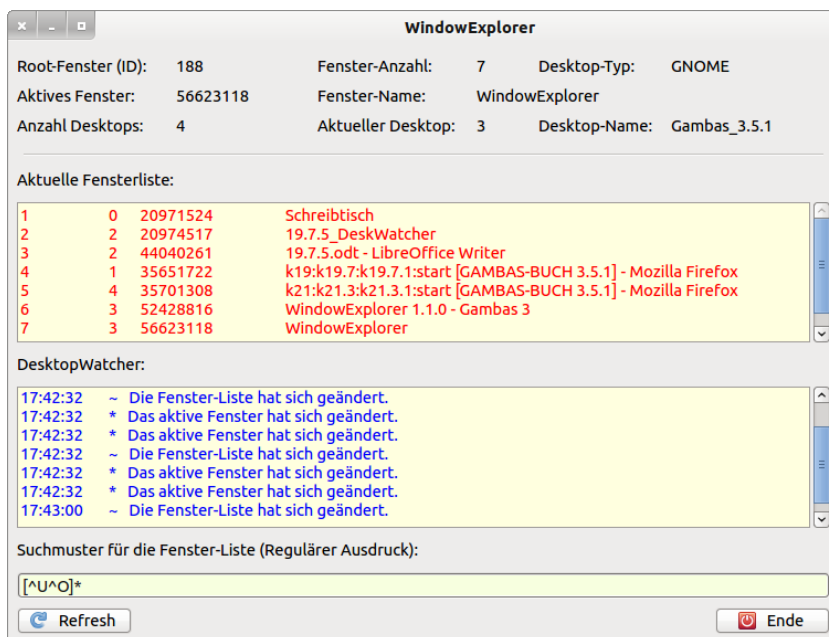 WindowExplorer
Root-Fenster (ID): 188 Fenster-Anzahl: 7 Desktop-Typ: GNOME
Aktives Fenster: 56623118 Fenster-Name: WindowExplorer
Anzahl Desktops: 4 Aktueller Desktop: 3 Desktop-Name: Gambas_3.5.1
Aktuelle Fensterliste:
1 0 20971524 Schreibtisch
2 2 20974517 19.7.5_DeskWatcher
3 2 44040261 19.7.5.odt - LibreOffice Writer
4 1 35651722 k19:k19.7:k19.7.1:start [GAMBAS-BUCH 3.5.1] - Mozilla Firefox
5 4 35701308 k21:k21.3:k21.3.1:start [GAMBAS-BUCH 3.5.1] - Mozilla Firefox
6 3 52428816 WindowExplorer 1.1.0 - Gambas 3
7 3 56623118 WindowExplorer
DesktopWatcher:
17:42:32 ~ Die Fenster-Liste hat sich geändert.
17:42:32 * Das aktive Fenster hat sich geändert.
17:42:32 * Das aktive Fenster hat sich geändert.
17:42:32 ~ Die Fenster-Liste hat sich geändert.
17:42:32 * Das aktive Fenster hat sich geändert.
17:42:32 * Das aktive Fenster hat sich geändert.
17:43:00 ~ Die Fenster-Liste hat sich geändert.
Suchmuster für die Fenster-Liste (Regulärer Ausdruck):
[^U^O]*
Refresh Ende